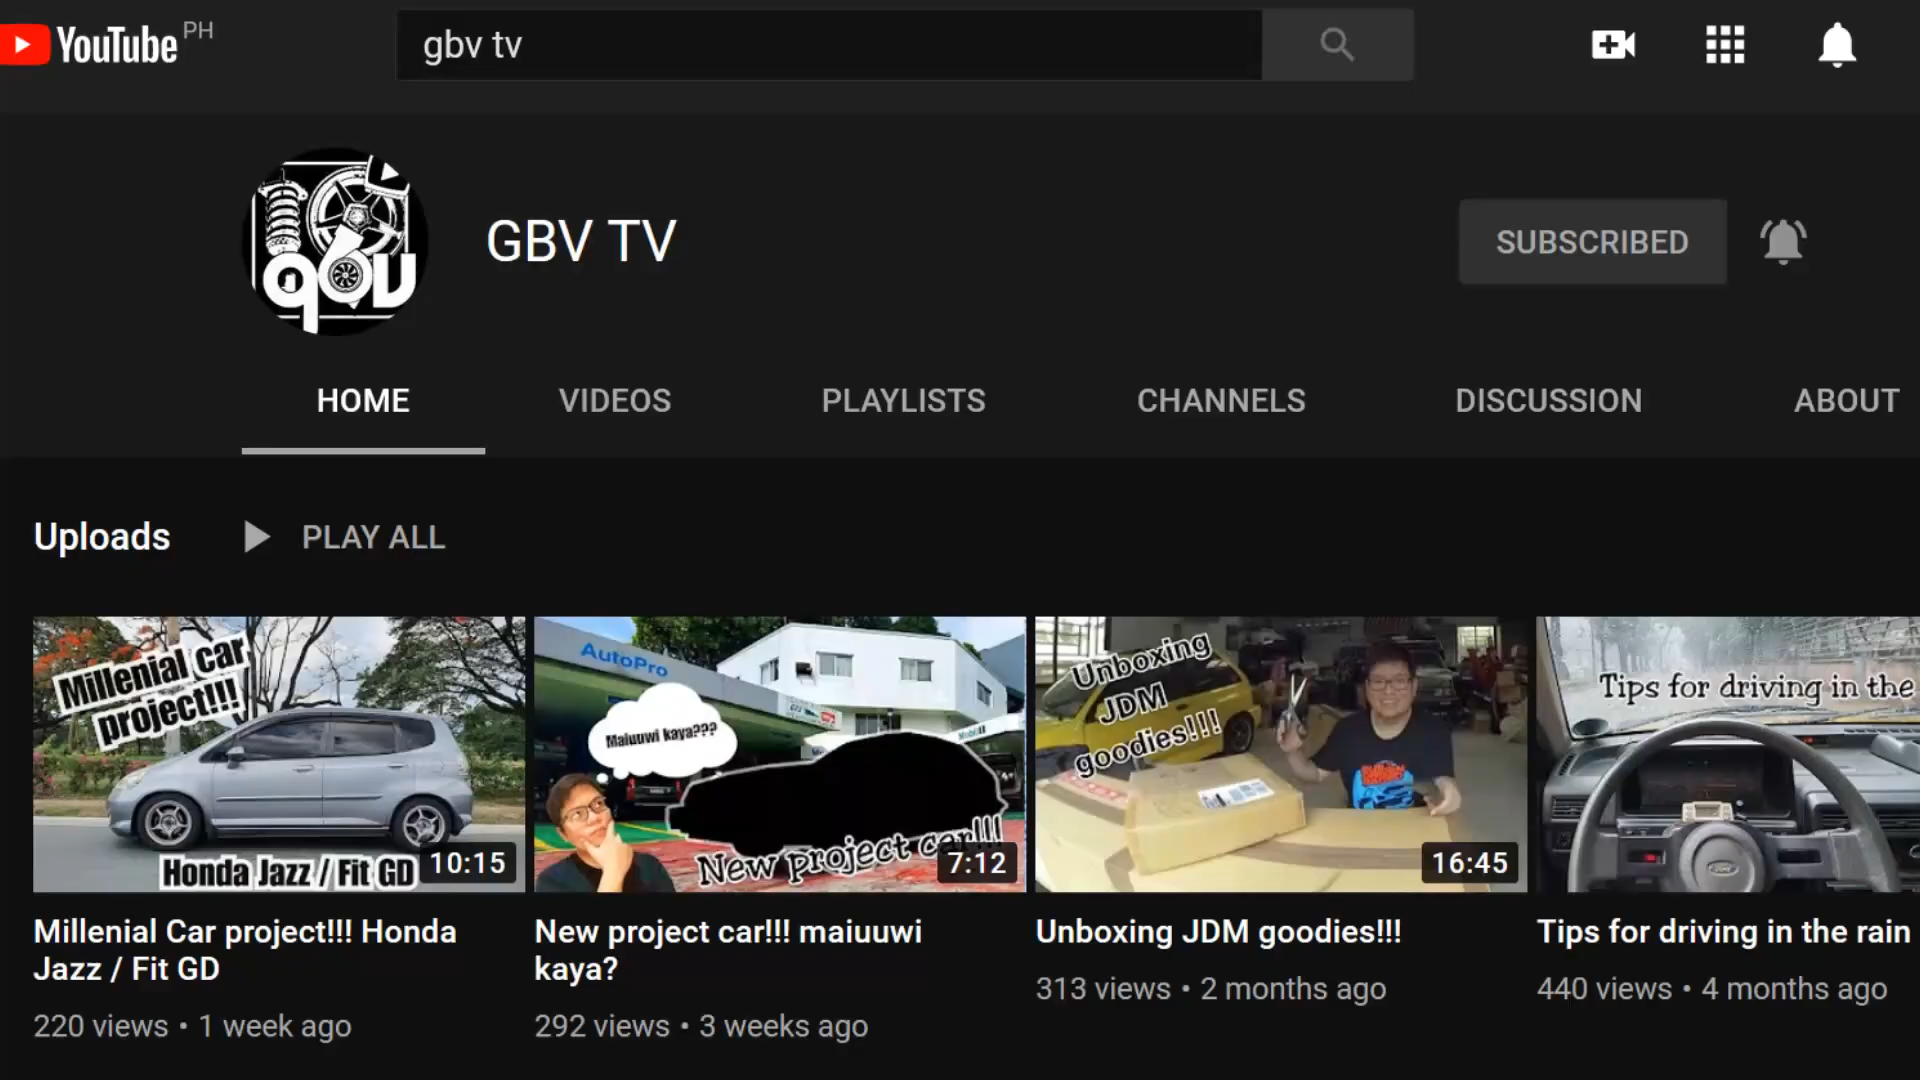 YouTube PH
gbv tv
gbv
GBV TV
SUBSCRIBED
HOME
VIDEOS
PLAYLISTS
CHANNELS
DISCUSSION
ABOUT
Uploads
PLAY ALL
Millenial car
project!!!
Honda Jazz / Fit GD
10:15
AutoPro
Maiuuwi kaya???
New project car!!!
7:12
Unboxing
JDM
goodies!!!
16:45
Tips for driving in the
Ford
Millenial Car project!!! Honda
Jazz / Fit GD
220 views • 1 week ago
New project car!!! maiuuwi
kaya?
292 views • 3 weeks ago
Unboxing JDM goodies!!!
313 views • 2 months ago
Tips for driving in the rain
440 views • 4 months ago